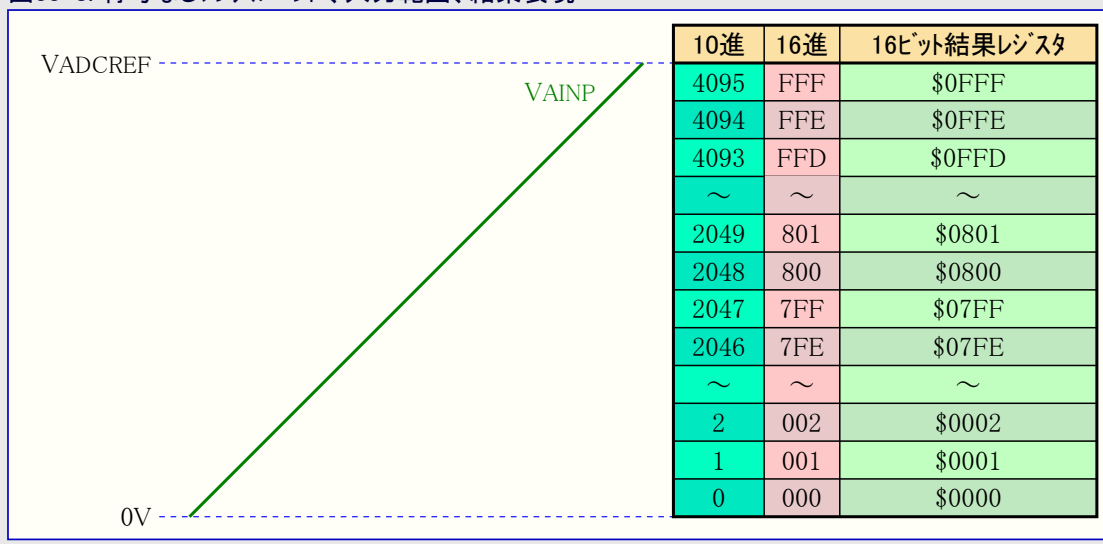 10進 16進 16ビット結果レジスタ
VADCREF
VAINP
4095 FFF $0FFF
4094 FFE $0FFE
4093 FFD $0FFD
～ ～ ～
2049 801 $0801
2048 800 $0800
2047 7FF $07FF
2046 7FE $07FE
～ ～ ～
2 002 $0002
1 001 $0001
0 000 $0000
0V